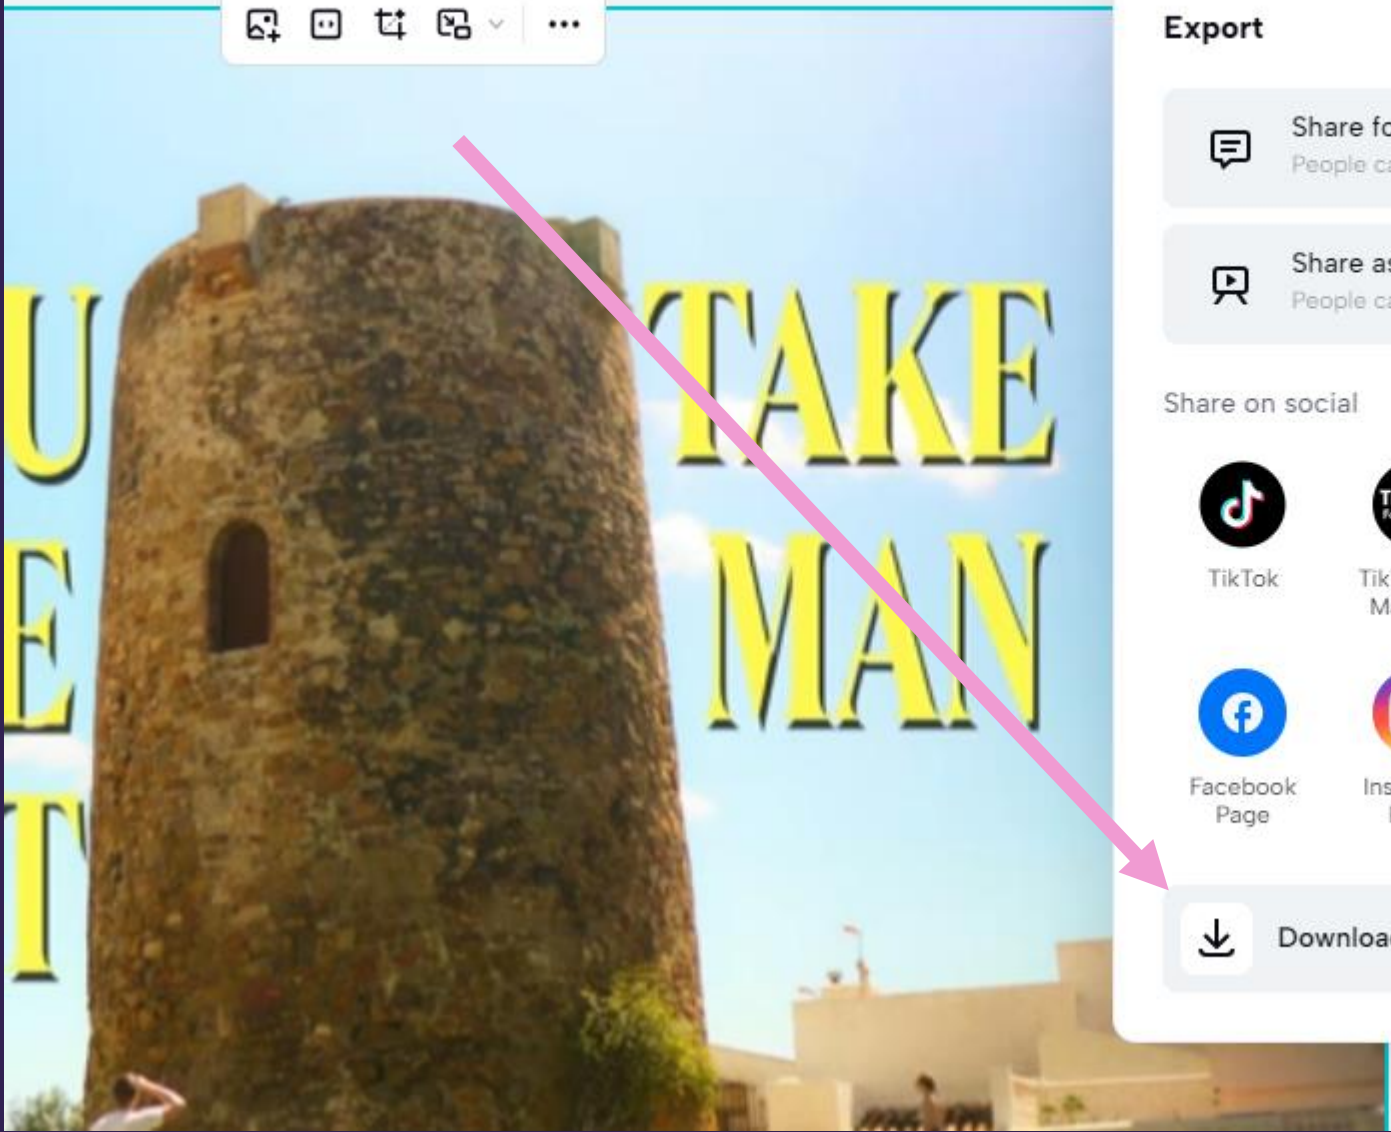 Export
Share fo
People ca
Share as
People ca
Share on social
TikTok
Tik
M
Facebook
Page
Ins
Downloa
U TAKE
E MAN
T